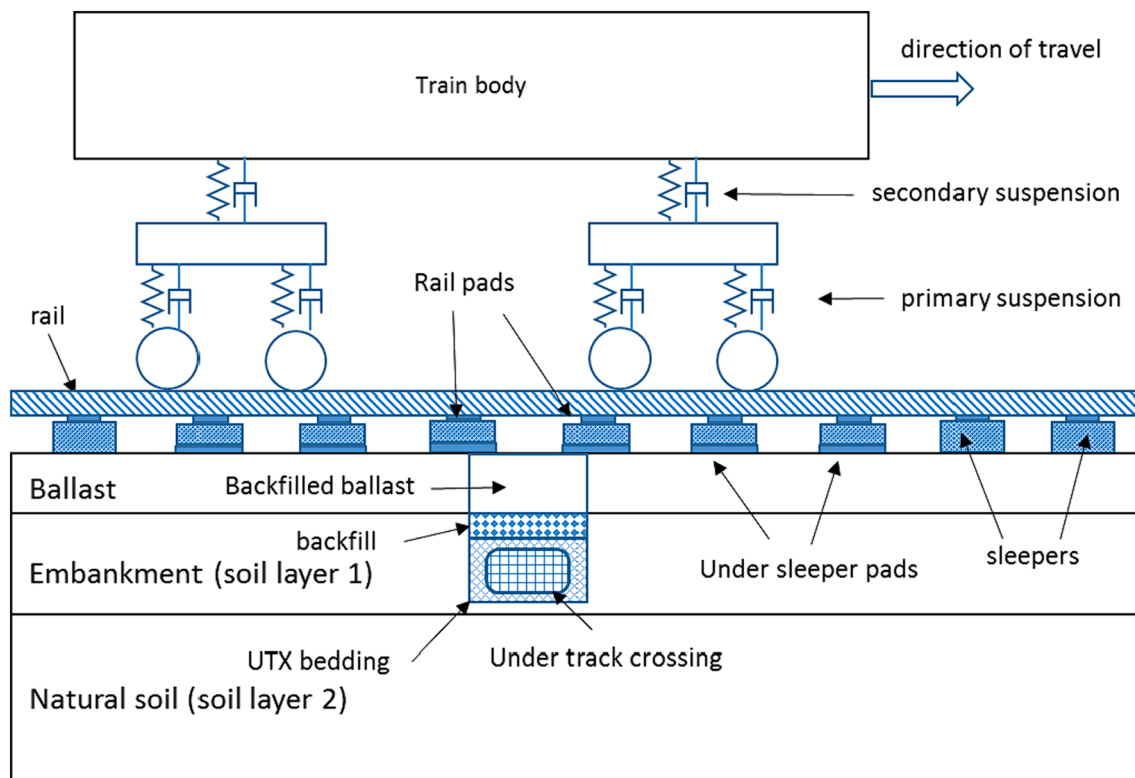 direction of travel
Train body
secondary suspension
Rail pads
primary suspension
rail
Ballast
Backfilled ballast
backfill
Embankment (soil layer 1)
Under sleeper pads
sleepers
UTX bedding
Under track crossing
Natural soil (soil layer 2)